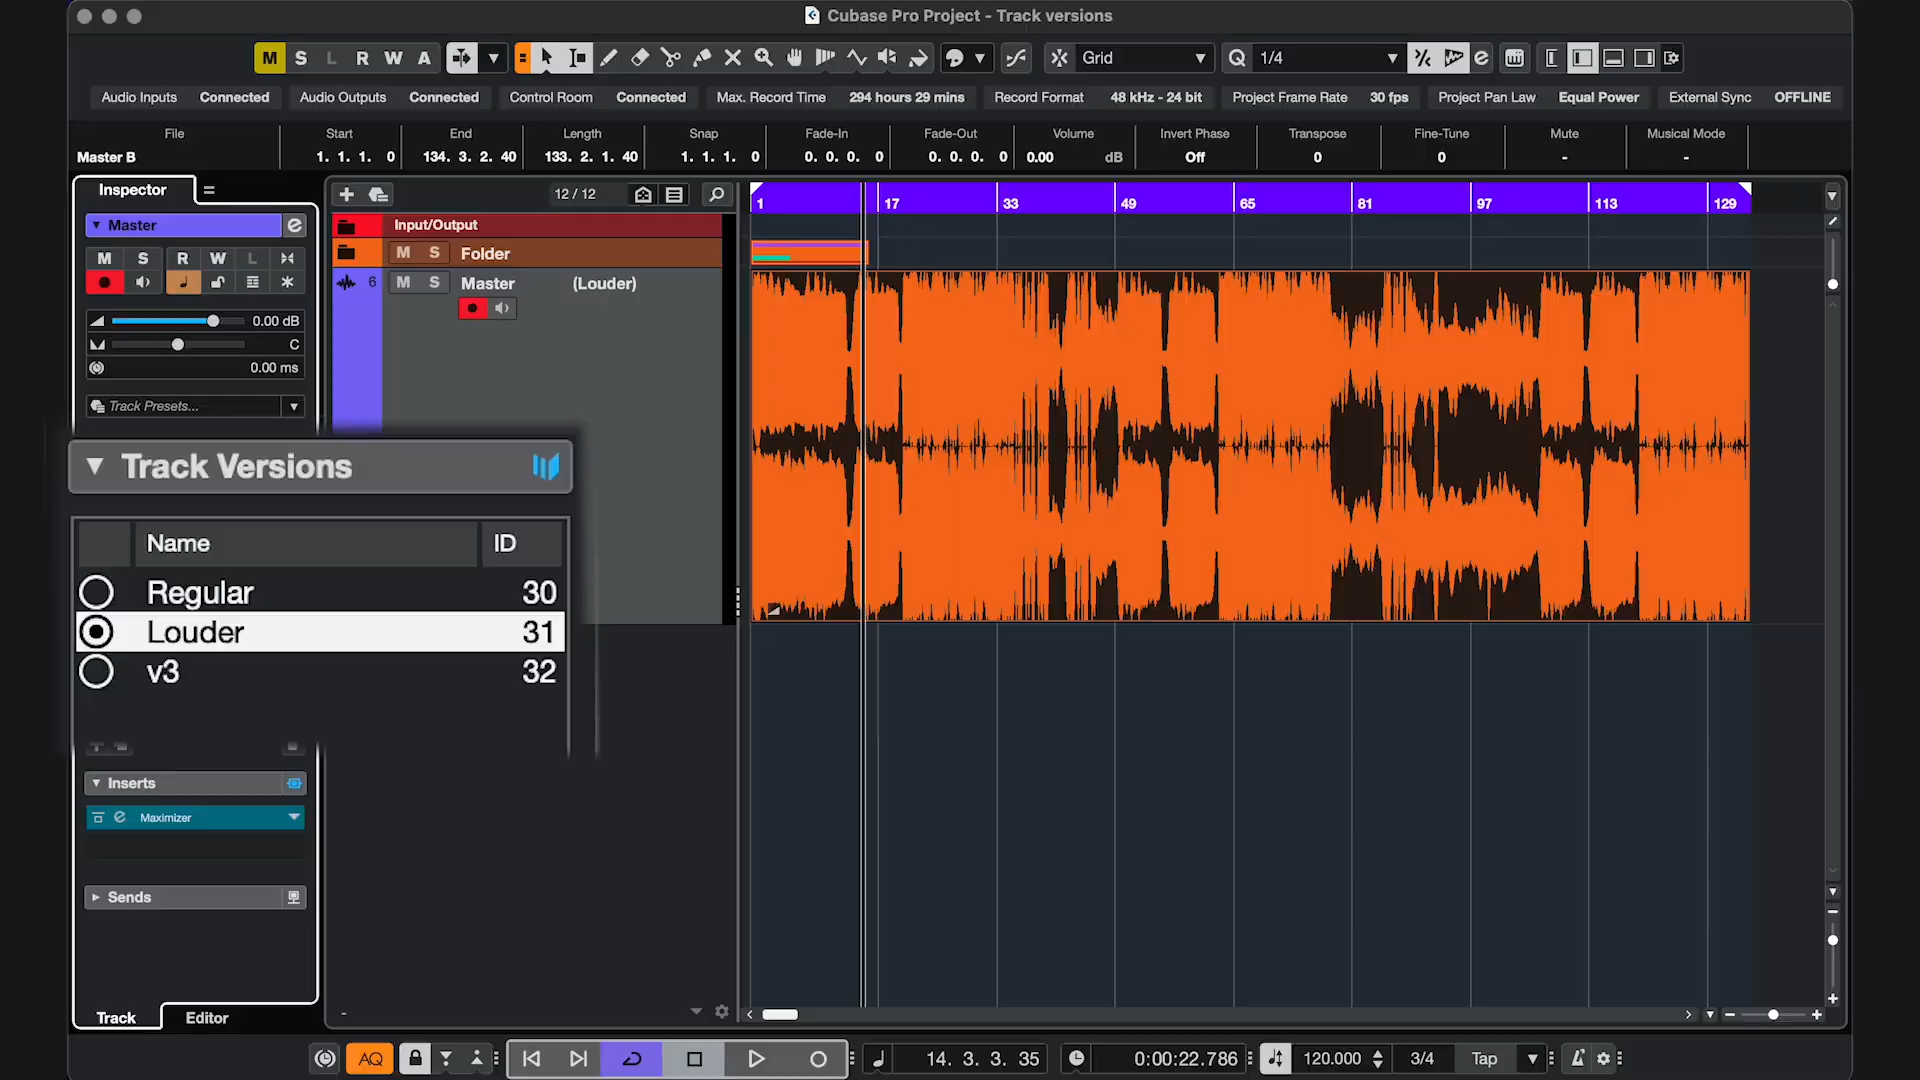 Cubase Pro Project - Track versions
M S L R W A Grid Q 1/4
Audio Inputs Connected Audio Outputs Connected Control Room Connected Max. Record Time 294 hours 29 mins Record Format 48 kHz - 24 bit Project Frame Rate 30 fps Project Pan Law Equal Power External Sync OFFLINE
File Start End Length Snap Fade-In Fade-Out Volume Invert Phase Transpose Fine-Tune Mute Musical Mode
Master B 1. 1. 1. 0 134. 3. 2. 40 133. 2. 1. 40 1. 1. 1. 0 0. 0. 0. 0 0. 0. 0. 0 0.00 dB Off 0 0 - -
Inspector 12 / 12
1 17 33 49 65 81 97 113 129
Master e
Input/Output
M S R W L
M S Folder
6 M S Master (Louder)
0.00 dB
C
0.00 ms
Track Presets...
Track Versions
Name ID
Regular 30
Louder 31
v3 32
Inserts
Maximizer
Sends
Track Editor
AQ 14. 3. 3. 35 0:00:22.786 120.000 3/4 Tap